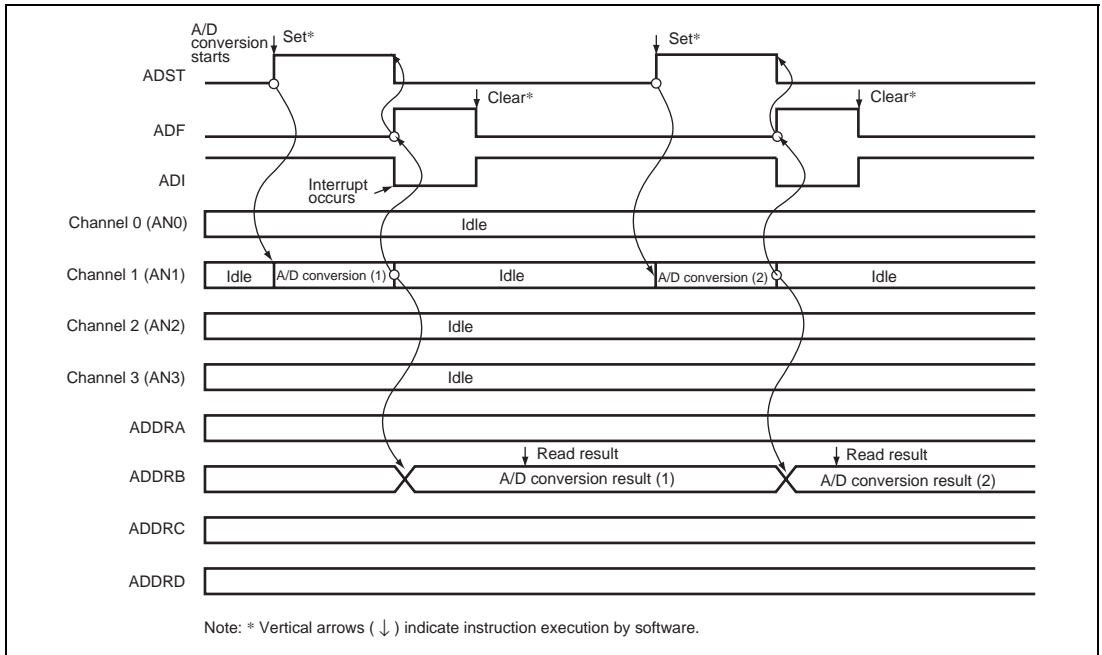 A/D
conversion
starts
Set*
Set*
ADST
Clear*
Clear*
ADF
ADI
Interrupt
occurs
Channel 0 (AN0)
Idle
Channel 1 (AN1)
Idle
A/D conversion (1)
Idle
A/D conversion (2)
Idle
Channel 2 (AN2)
Idle
Channel 3 (AN3)
Idle
ADDRA
Read result
Read result
ADDRB
A/D conversion result (1)
A/D conversion result (2)
ADDRC
ADDRD
Note: * Vertical arrows ( ↓ ) indicate instruction execution by software.